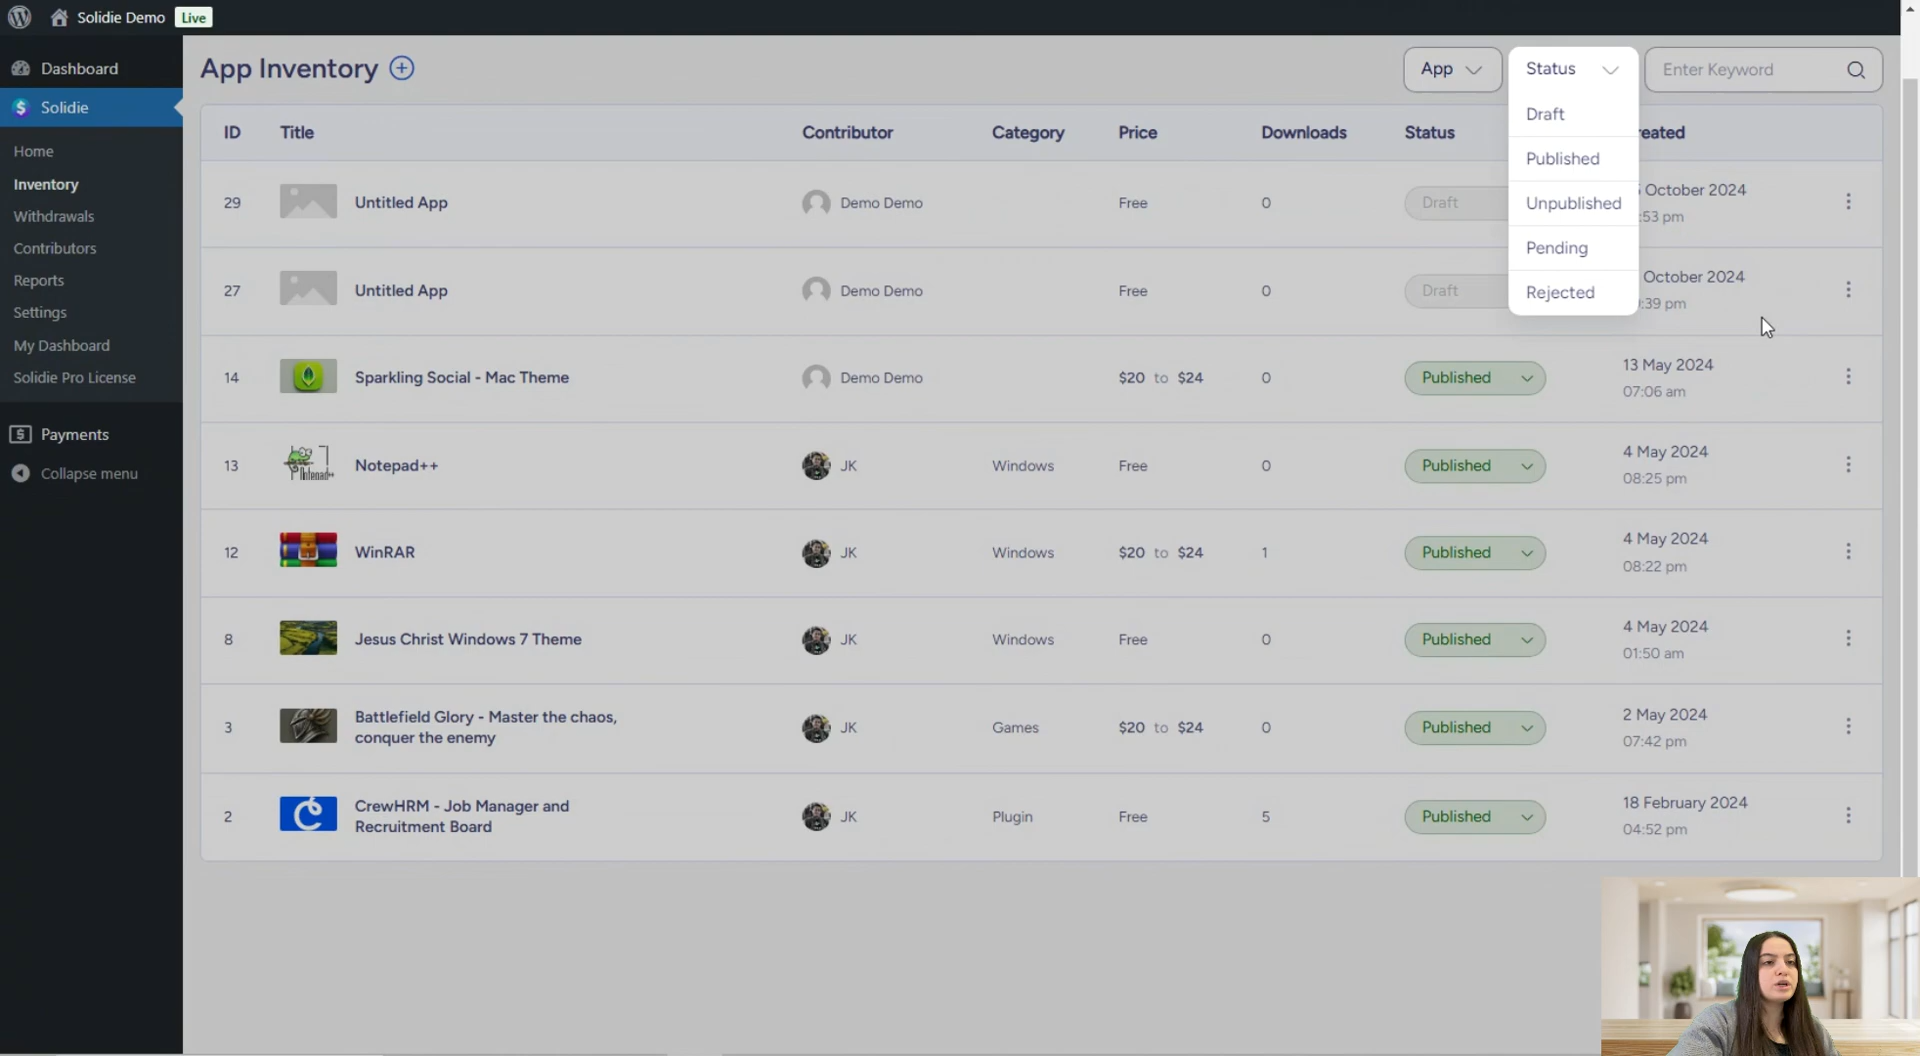 Solidie Demo Live
Dashboard
Solidie
Home
Inventory
Withdrawals
Contributors
Reports
Settings
My Dashboard
Solidie Pro License
Payments
Collapse menu
App Inventory
App
Status
Draft
Published
Unpublished
Pending
Rejected
Enter Keyword
ID Title Contributor Category Price Downloads Status reated
29 Untitled App Demo Demo Free 0 Draft October 2024
:53 pm
27 Untitled App Demo Demo Free 0 Draft October 2024
:39 pm
14 Sparkling Social - Mac Theme Demo Demo $20 to $24 0 Published 13 May 2024
07:06 am
13 Notepad++ JK Windows Free 0 Published 4 May 2024
08:25 pm
12 WinRAR JK Windows $20 to $24 1 Published 4 May 2024
08:22 pm
8 Jesus Christ Windows 7 Theme JK Windows Free 0 Published 4 May 2024
01:50 am
3 Battlefield Glory - Master the chaos,
conquer the enemy JK Games $20 to $24 0 Published 2 May 2024
07:42 pm
2 CrewHRM - Job Manager and
Recruitment Board JK Plugin Free 5 Published 18 February 2024
04:52 pm